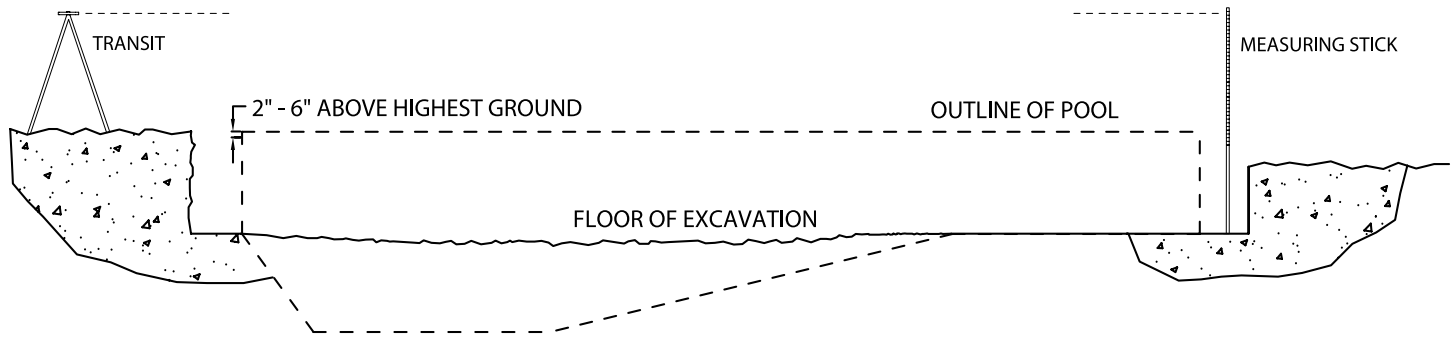 TRANSIT
MEASURING STICK
2" - 6" ABOVE HIGHEST GROUND
OUTLINE OF POOL
FLOOR OF EXCAVATION